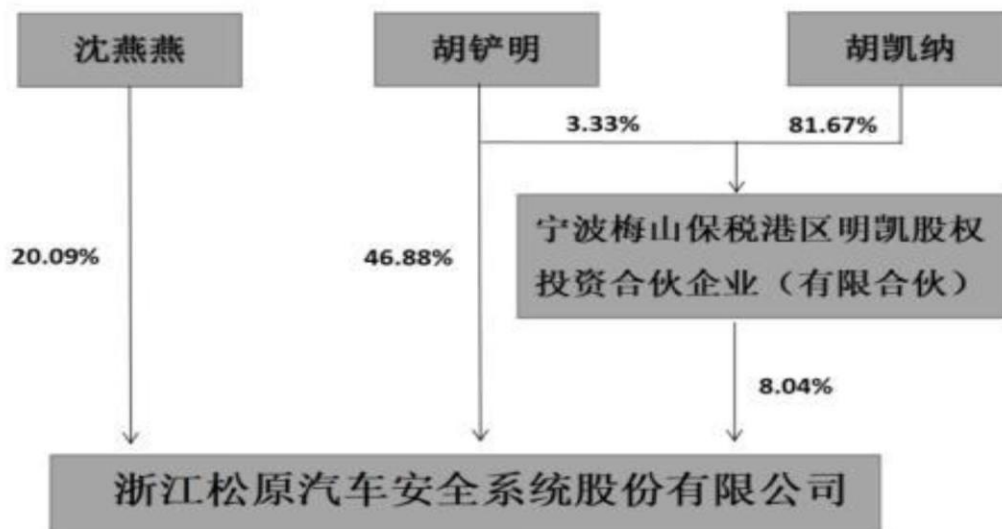 沈燕燕
胡铲明
胡凯纳
3.33%
81.67%
宁波梅山保税港区明凯股权
投资合伙企业（有限合伙）
20.09%
46.88%
8.04%
浙江松原汽车安全系统股份有限公司